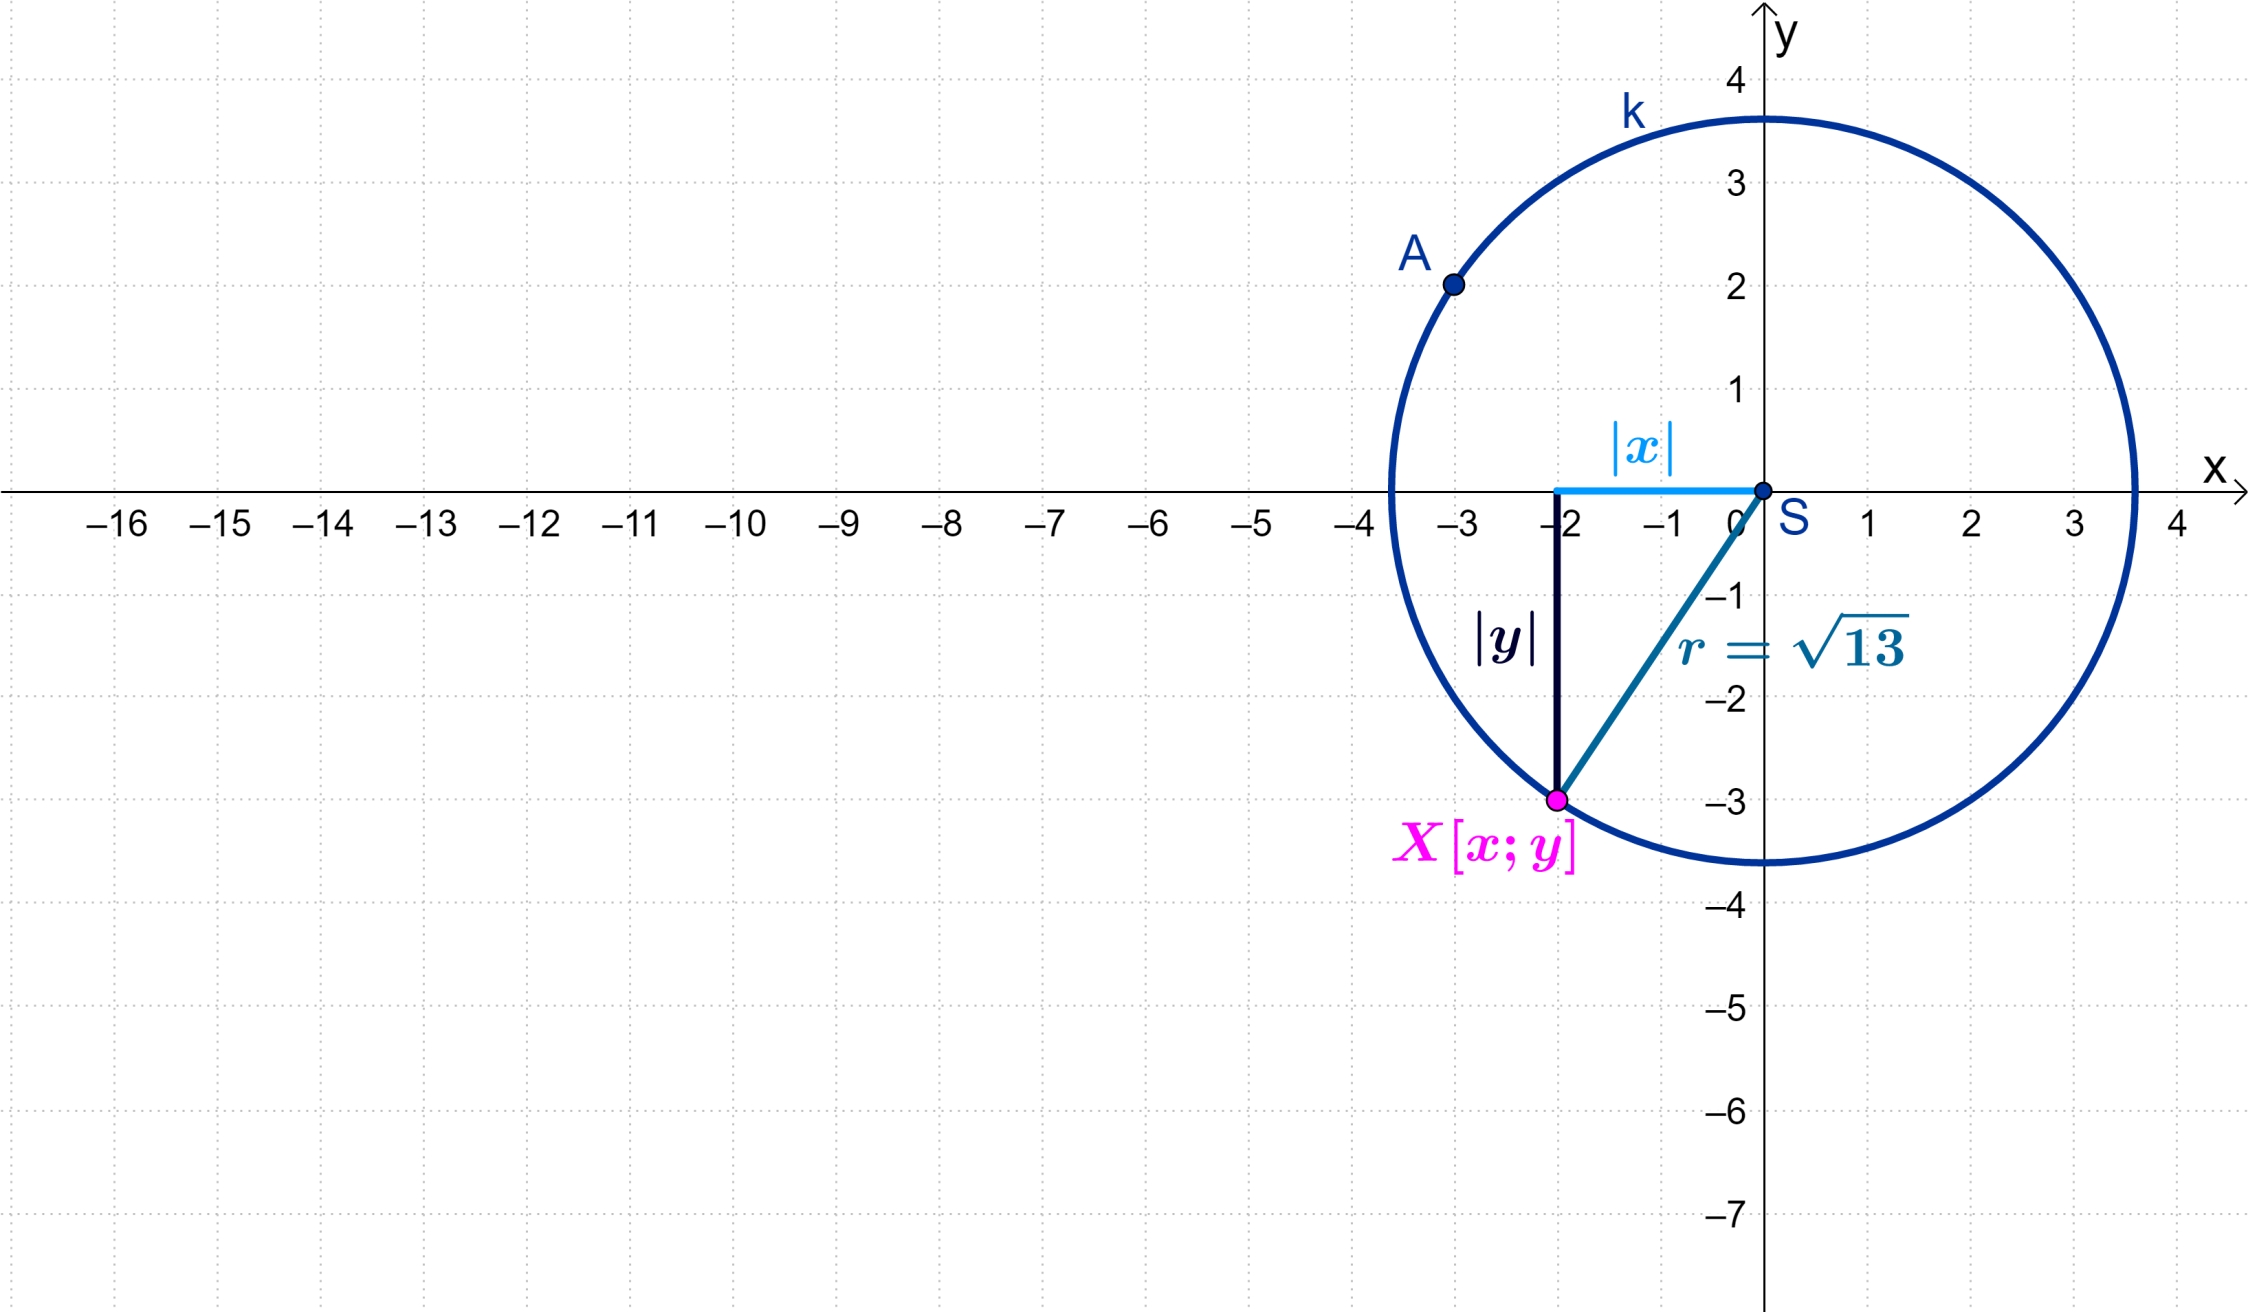 y
4
k
3
A
2
1
|x|
x
–16 –15 –14 –13 –12 –11 –10 –9 –8 –7 –6 –5 –4 –3 –2 –1 0 S 1 2 3 4
–1
|y|
r = √13
–2
–3
X[x; y]
–4
–5
–6
–7